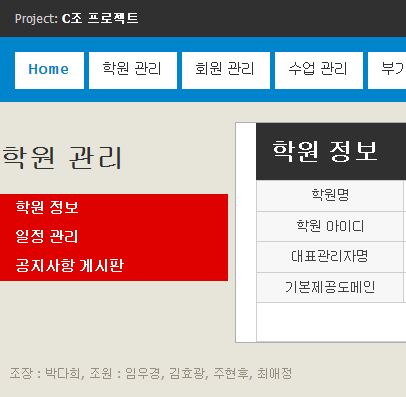 Project: C조 프로젝트
Home 학원 관리 회원 관리 수업 관리 부가
학원 관리
학원 정보
일정 관리
공지사항 게시판
학원 정보
학원명
학원 아이디
대표관리자명
기본제공도메인
조장 : 박다희, 조원 : 임우경, 김효광, 주현후, 최애정